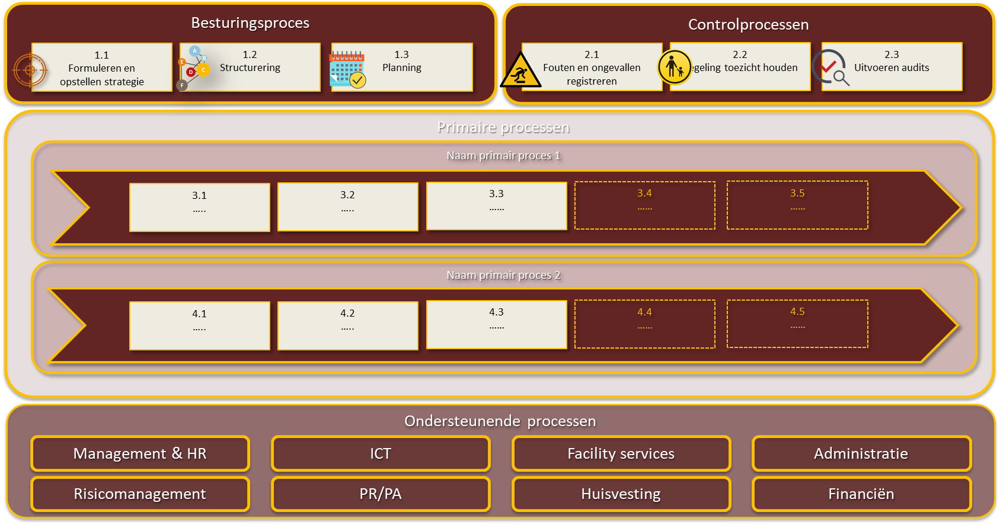 Besturingsproces
1.1
Formuleren en
opstellen strategie
A
B
E
D
C
F
1.2
Structurering
1.3
Planning
Controlprocessen
2.1
Fouten en ongevallen
registreren
2.2
egeling toezicht houden
2.3
Uitvoeren audits
Primaire processen
Naam primair proces 1
3.1
.....
3.2
.....
3.3
......
3.4
......
3.5
......
Naam primair proces 2
4.1
.....
4.2
.....
4.3
......
4.4
......
4.5
......
Ondersteunende processen
Management & HR
ICT
Facility services
Administratie
Risicomanagement
PR/PA
Huisvesting
Financiën